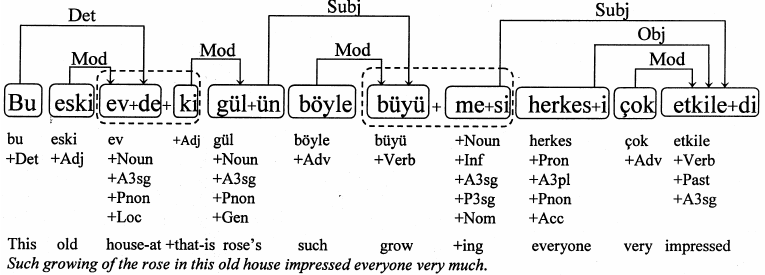 Det Subj Subj
Mod Mod Mod Obj Mod
Bu eski ev+de+ki gül+ün böyle büyü + me+si herkes+i çok etkile+di
bu eski ev +Adj gül böyle büyü +Noun herkes çok etkile
+Det +Adj +Noun +Noun +Adv +Verb +Inf +Pron +Adv +Verb
+A3sg +A3sg +A3sg +A3pl +Past
+Pnon +Pnon +P3sg +Pnon +A3sg
+Loc +Gen +Nom +Acc
This old house-at +that-is rose's such grow +ing everyone very impressed
Such growing of the rose in this old house impressed everyone very much.